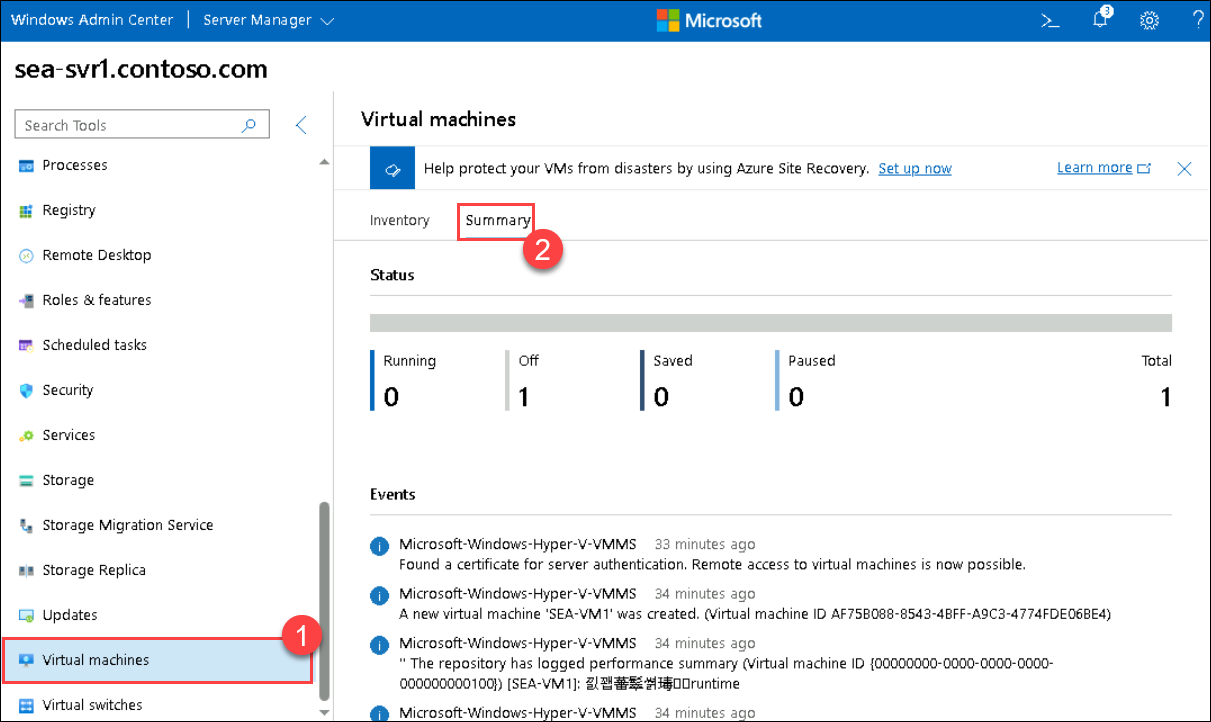 Windows Admin Center | Server Manager
Microsoft
3
?
sea-svr1.contoso.com
Search Tools
Processes
Registry
Remote Desktop
Roles & features
Scheduled tasks
Security
Services
Storage
Storage Migration Service
Storage Replica
Updates
1
Virtual machines
Virtual switches
Virtual machines
Help protect your VMs from disasters by using Azure Site Recovery. Set up now Learn more
Inventory Summary
2
Status
Running Off Saved Paused Total
0 1 0 0 1
Events
Microsoft-Windows-Hyper-V-VMMS 33 minutes ago
Found a certificate for server authentication. Remote access to virtual machines is now possible.
Microsoft-Windows-Hyper-V-VMMS 34 minutes ago
A new virtual machine 'SEA-VM1' was created. (Virtual machine ID AF75B088-8543-4BFF-A9C3-4774FDE06BE4)
Microsoft-Windows-Hyper-V-VMMS 34 minutes ago
" The repository has logged performance summary (Virtual machine ID {00000000-0000-0000-0000-
000000000100}) [SEA-VM1]: runtime
Microsoft-Windows-Hyper-V-VMMS 34 minutes ago